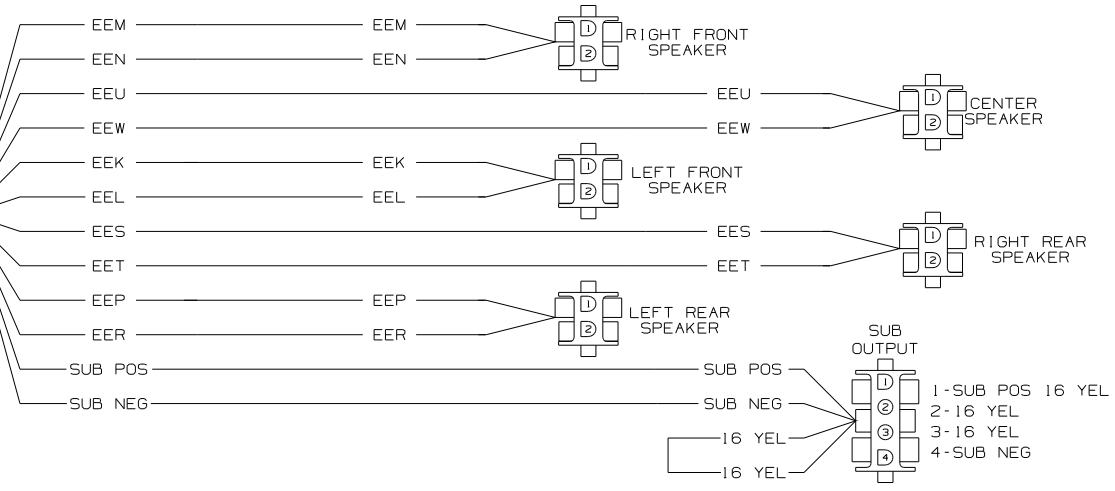 EEM EEM 1 RIGHT FRONT
EEN EEN 2 SPEAKER
EEU EEU 1 CENTER
EEW EEW 2 SPEAKER
EEK EEK 1 LEFT FRONT
EEL EEL 2 SPEAKER
EES EES 1 RIGHT REAR
EET EET 2 SPEAKER
EEP EEP 1 LEFT REAR
EER EER 2 SPEAKER
SUB
OUTPUT
SUB POS SUB POS 1 1-SUB POS 16 YEL
SUB NEG SUB NEG 2 2-16 YEL
16 YEL 3 3-16 YEL
16 YEL 4 4-SUB NEG